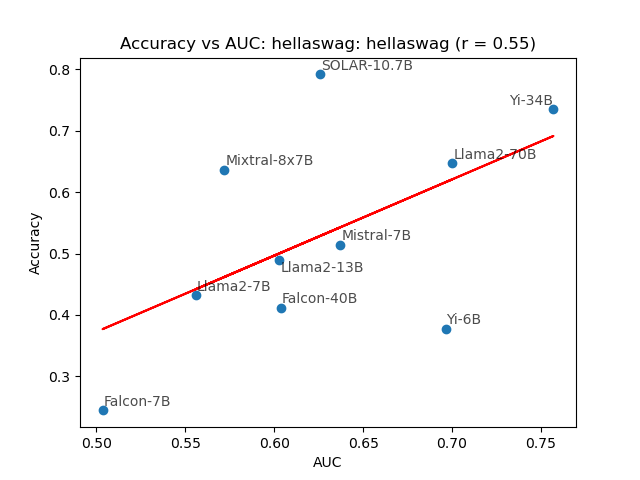 Accuracy vs AUC: hellaswag: hellaswag (r = 0.55)
0.8
SOLAR-10.7B
Yi-34B
0.7
Llama2-70B
Mixtral-8x7B
0.6
Accuracy
Mistral-7B
0.5
Llama2-13B
Llama2-7B
Falcon-40B
0.4
Yi-6B
0.3
Falcon-7B
0.50 0.55 0.60 0.65 0.70 0.75
AUC